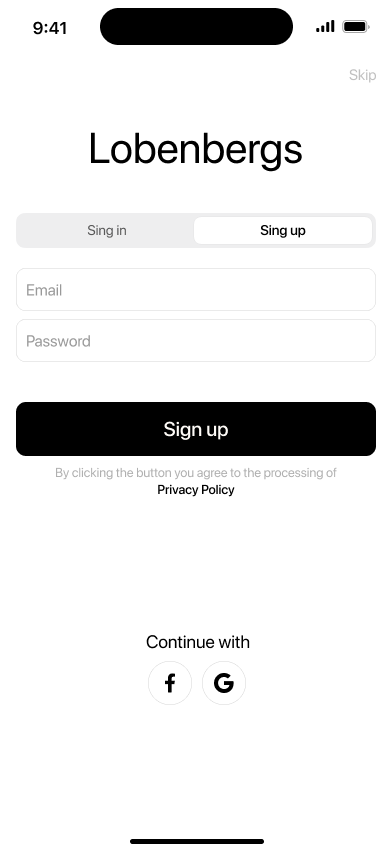 9:41
Skip
Lobenbergs
Sing in
Sing up
Email
Password
Sign up
By clicking the button you agree to the processing of
Privacy Policy
Continue with
f
G